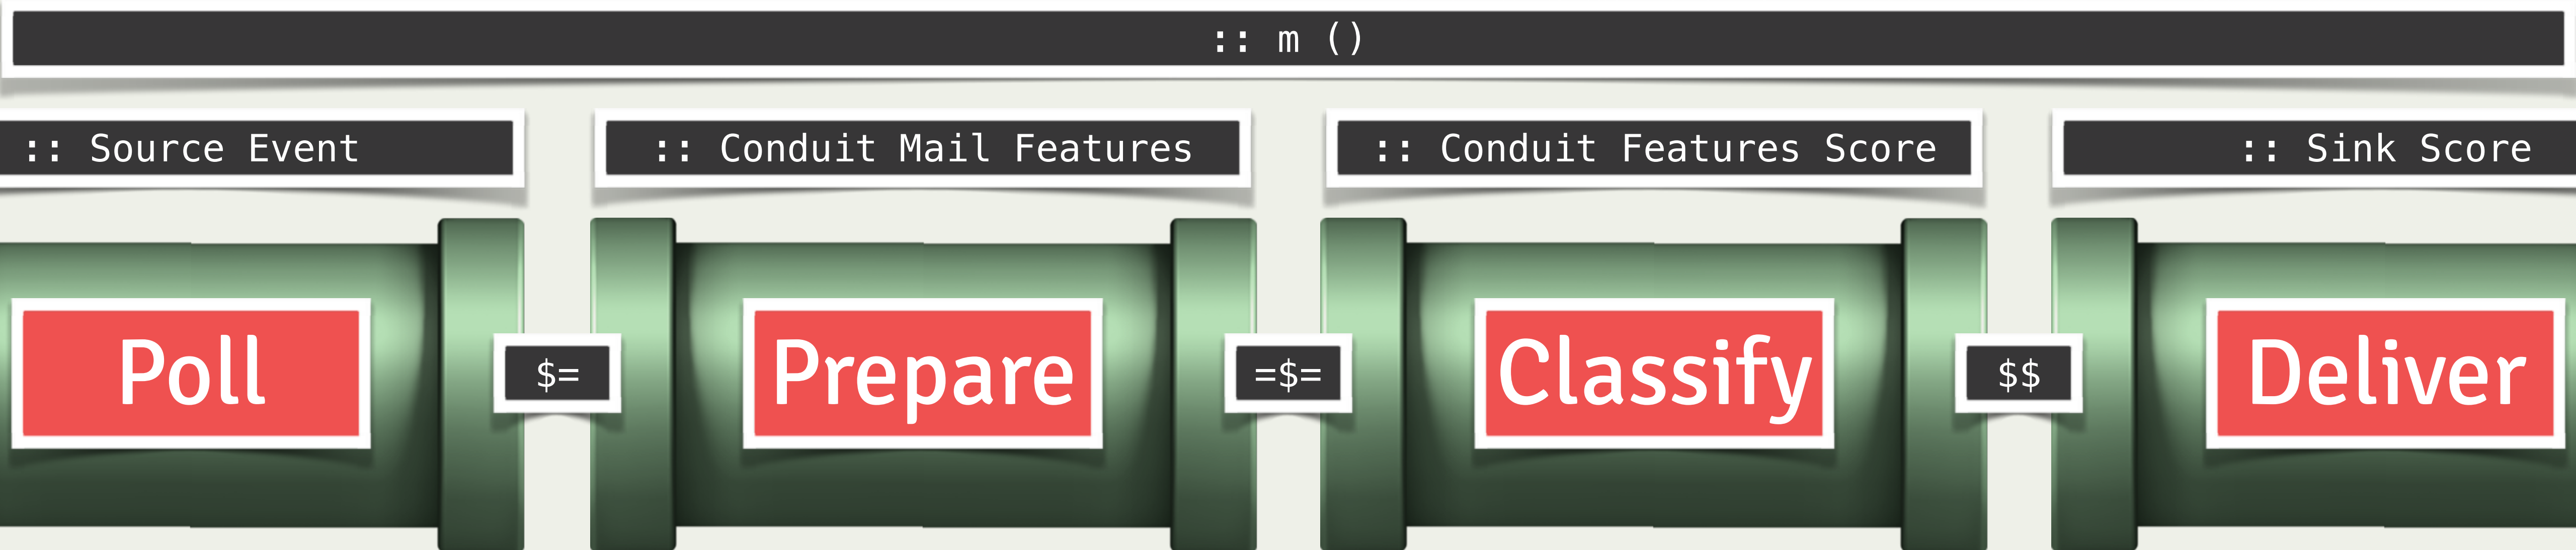 :: m ()
:: Source Event
:: Conduit Mail Features
:: Conduit Features Score
:: Sink Score
Poll
$=
Prepare
=$=
Classify
$$
Deliver